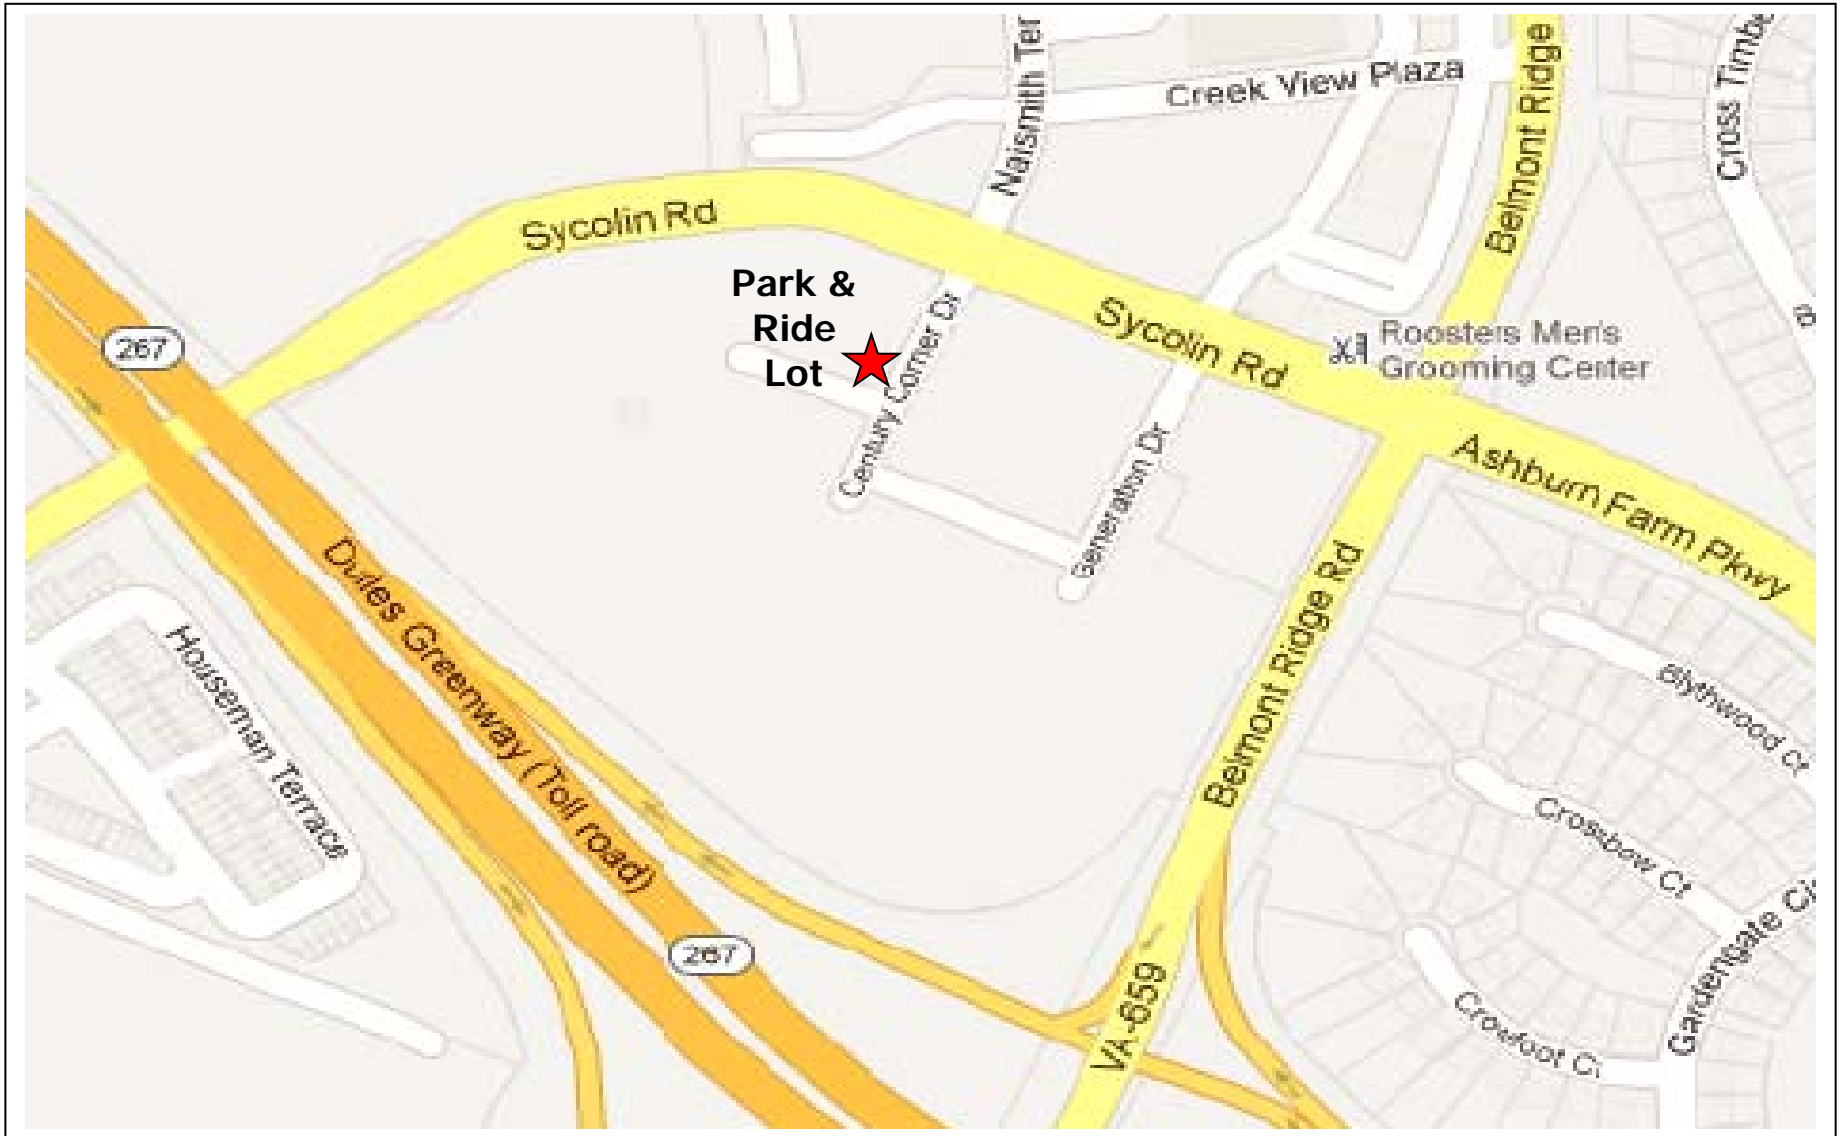 Naismith Ter
Creek View Plaza
Belmont Ridge
Cross Timbe
Sycolin Rd
Park &
Ride
Lot
267
Century Corner Dr
Sycolin Rd
Roosters Men's
Grooming Center
Generation Dr
Ashburn Farm Pkwy
Dulles Greenway (Toll road)
Belmont Ridge Rd
Houseman Terrace
Blythwood Ct
Crossbow Ct
Gardengate Ci
267
VA-659
Crowfoot Ct